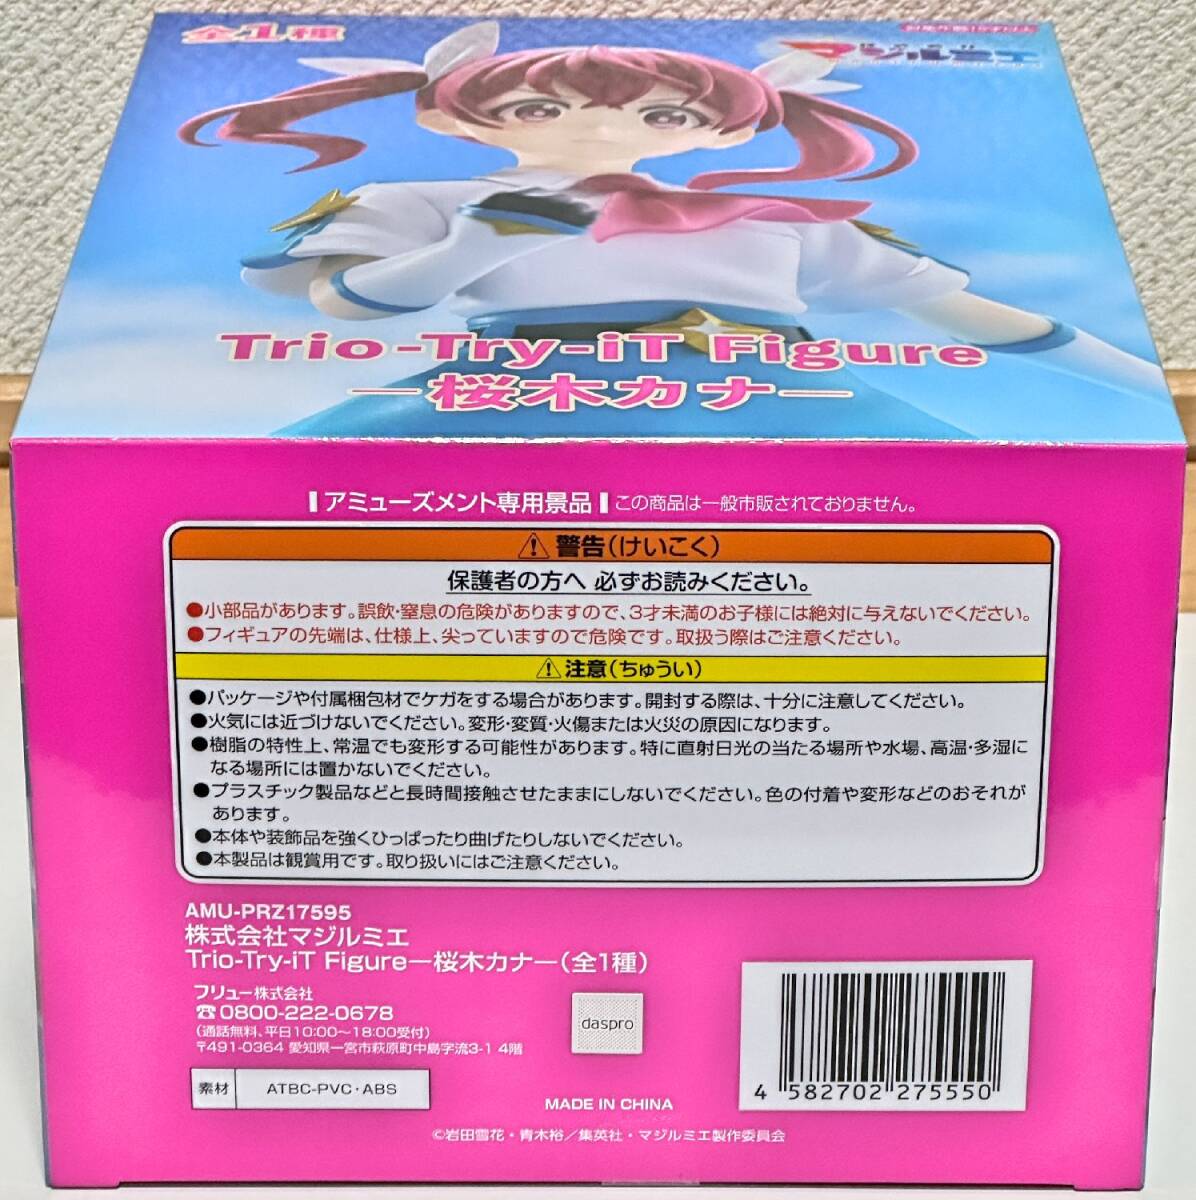 全1種
対象年齢15才以上
マジルミエ
Trio-Try-iT Figure
―桜木カナ―
アミューズメント専用景品 この商品は一般市販されておりません。
⚠警告(けいこく)
保護者の方へ 必ずお読みください。
●小部品があります。誤飲・窒息の危険がありますので、3才未満のお子様には絶対に与えないでください。
●フィギュアの先端は、仕様上、尖っていますので危険です。取扱う際はご注意ください。
⚠注意(ちゅうい)
●パッケージや付属梱包材でケガをする場合があります。開封する際は、十分に注意してください。
●火気には近づけないでください。変形・変質・火傷または火災の原因になります。
●樹脂の特性上、常温でも変形する可能性があります。特に直射日光の当たる場所や水場、高温・多湿に
なる場所には置かないでください。
●プラスチック製品などと長時間接触させたままにしないでください。色の付着や変形などのおそれが
あります。
●本体や装飾品を強くひっぱったり曲げたりしないでください。
●本製品は観賞用です。取り扱いにはご注意ください。
AMU-PRZ17595
株式会社マジルミエ
Trio-Try-iT Figure―桜木カナ―(全1種)
フリュー株式会社
☎0800-222-0678
(通話無料、平日10:00～18:00受付)
〒491-0364 愛知県一宮市萩原町中島字流3-1 4階
daspro
素材 ATBC-PVC・ABS
MADE IN CHINA
4 582702 275550
©岩田雪花・青木裕／集英社・マジルミエ製作委員会